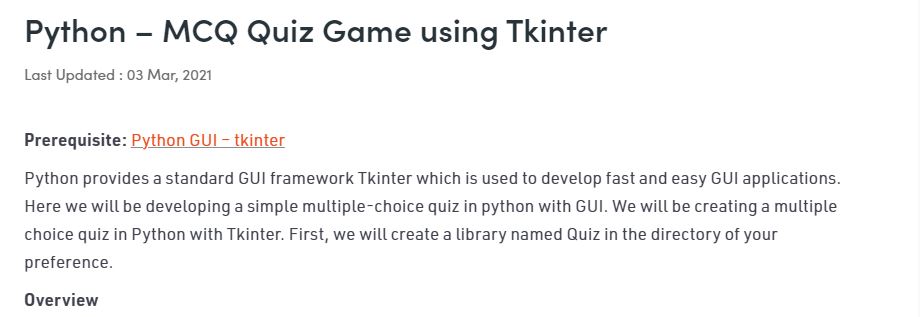 Python – MCQ Quiz Game using Tkinter
Last Updated : 03 Mar, 2021
Prerequisite: Python GUI – tkinter
Python provides a standard GUI framework Tkinter which is used to develop fast and easy GUI applications.
Here we will be developing a simple multiple-choice quiz in python with GUI. We will be creating a multiple
choice quiz in Python with Tkinter. First, we will create a library named Quiz in the directory of your
preference.
Overview